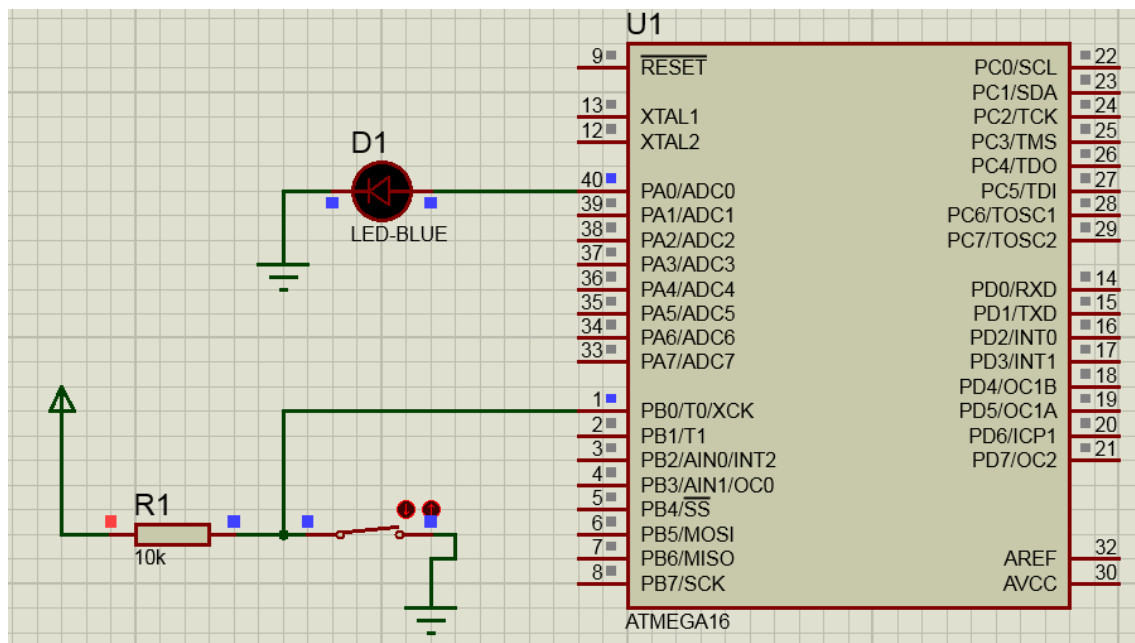 U1
9 RESET
13 XTAL1
12 XTAL2
40 PA0/ADC0
39 PA1/ADC1
38 PA2/ADC2
37 PA3/ADC3
36 PA4/ADC4
35 PA5/ADC5
34 PA6/ADC6
33 PA7/ADC7
1 PB0/T0/XCK
2 PB1/T1
3 PB2/AIN0/INT2
4 PB3/AIN1/OC0
5 PB4/SS
6 PB5/MOSI
7 PB6/MISO
8 PB7/SCK
PC0/SCL 22
PC1/SDA 23
PC2/TCK 24
PC3/TMS 25
PC4/TDO 26
PC5/TDI 27
PC6/TOSC1 28
PC7/TOSC2 29
PD0/RXD 14
PD1/TXD 15
PD2/INT0 16
PD3/INT1 17
PD4/OC1B 18
PD5/OC1A 19
PD6/ICP1 20
PD7/OC2 21
AREF 32
AVCC 30
ATMEGA16
D1
LED-BLUE
R1
10k